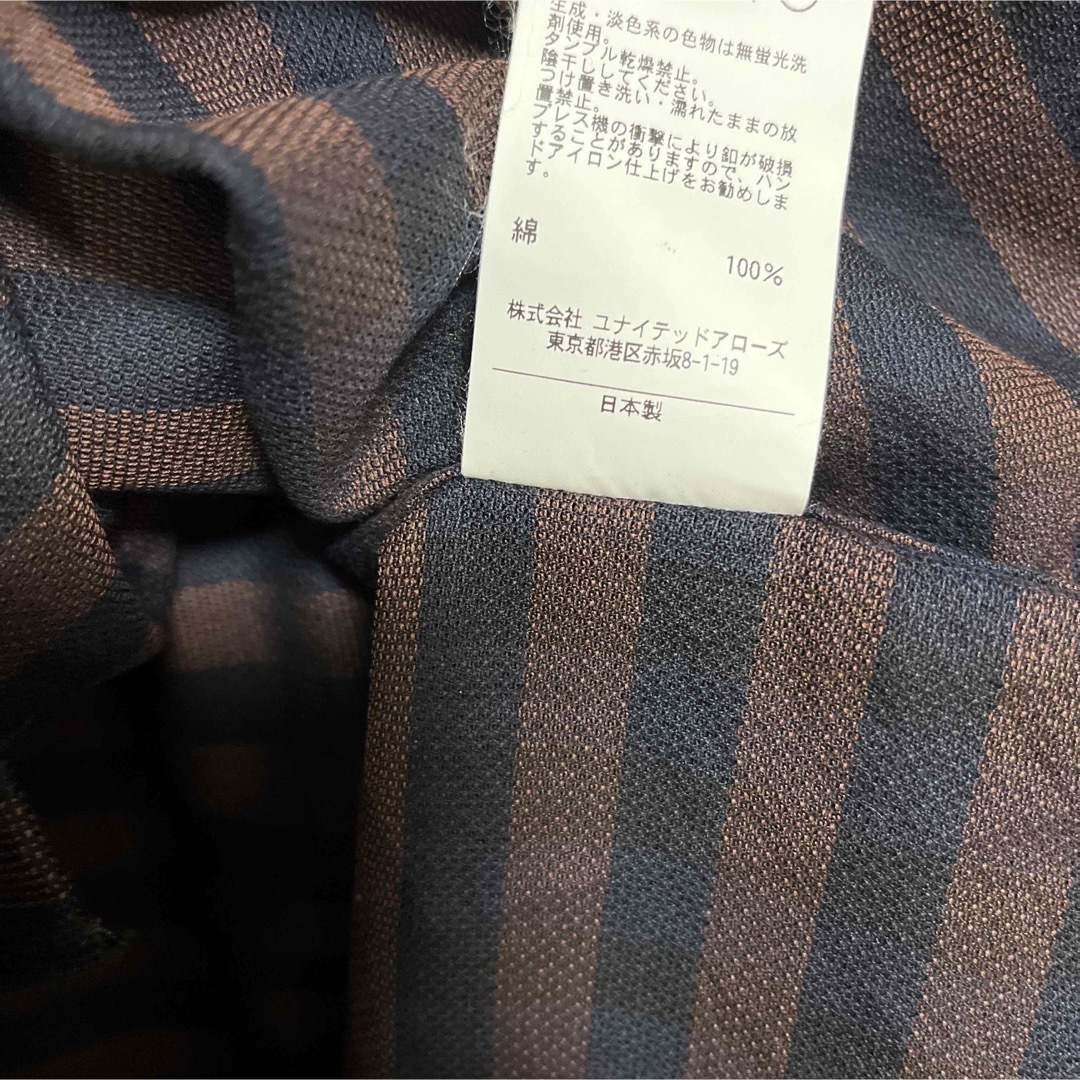 生成・淡色系の色物は無蛍光洗
剤使用。
タンブル乾燥禁止。
陰干ししてください。
つけ置き洗い・濡れたままの放
置禁止。
プレス機の衝撃により釦が破損
することがありますので、ハン
ドアイロン仕上げをお勧めしま
す。
綿
100%
株式会社 ユナイテッドアローズ
東京都港区赤坂8-1-19
日本製